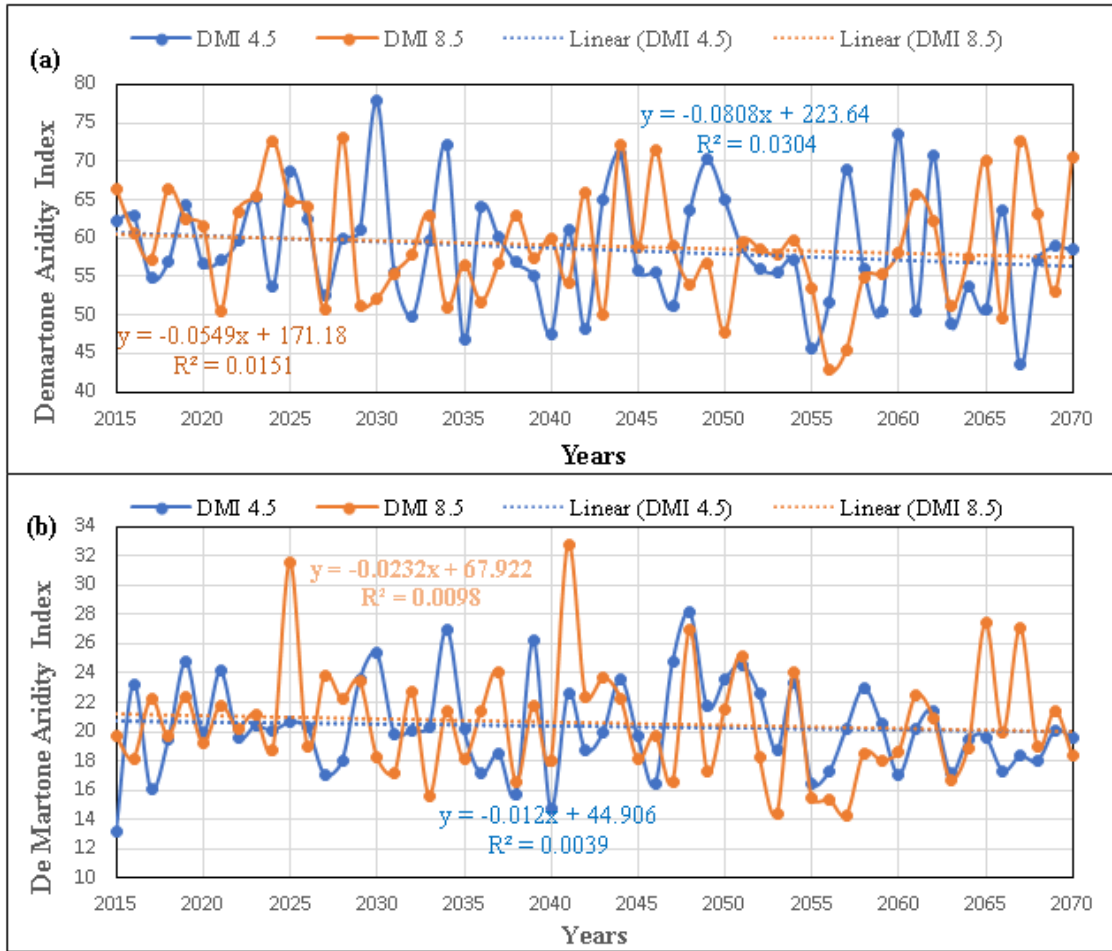 DMI 4.5 DMI 8.5 Linear (DMI 4.5) Linear (DMI 8.5)
(a)
80
75
70
65
60
55
50
45
40
Demartone Aridity Index
y = -0.0808x + 223.64
R² = 0.0304
y = -0.0549x + 171.18
R² = 0.0151
2015 2020 2025 2030 2035 2040 2045 2050 2055 2060 2065 2070
Years
DMI 4.5 DMI 8.5 Linear (DMI 4.5) Linear (DMI 8.5)
(b)
34
32
30
28
26
24
22
20
18
16
14
12
10
De Martone Aridity Index
y = -0.0232x + 67.922
R² = 0.0098
y = -0.012x + 44.906
R² = 0.0039
2015 2020 2025 2030 2035 2040 2045 2050 2055 2060 2065 2070
Years